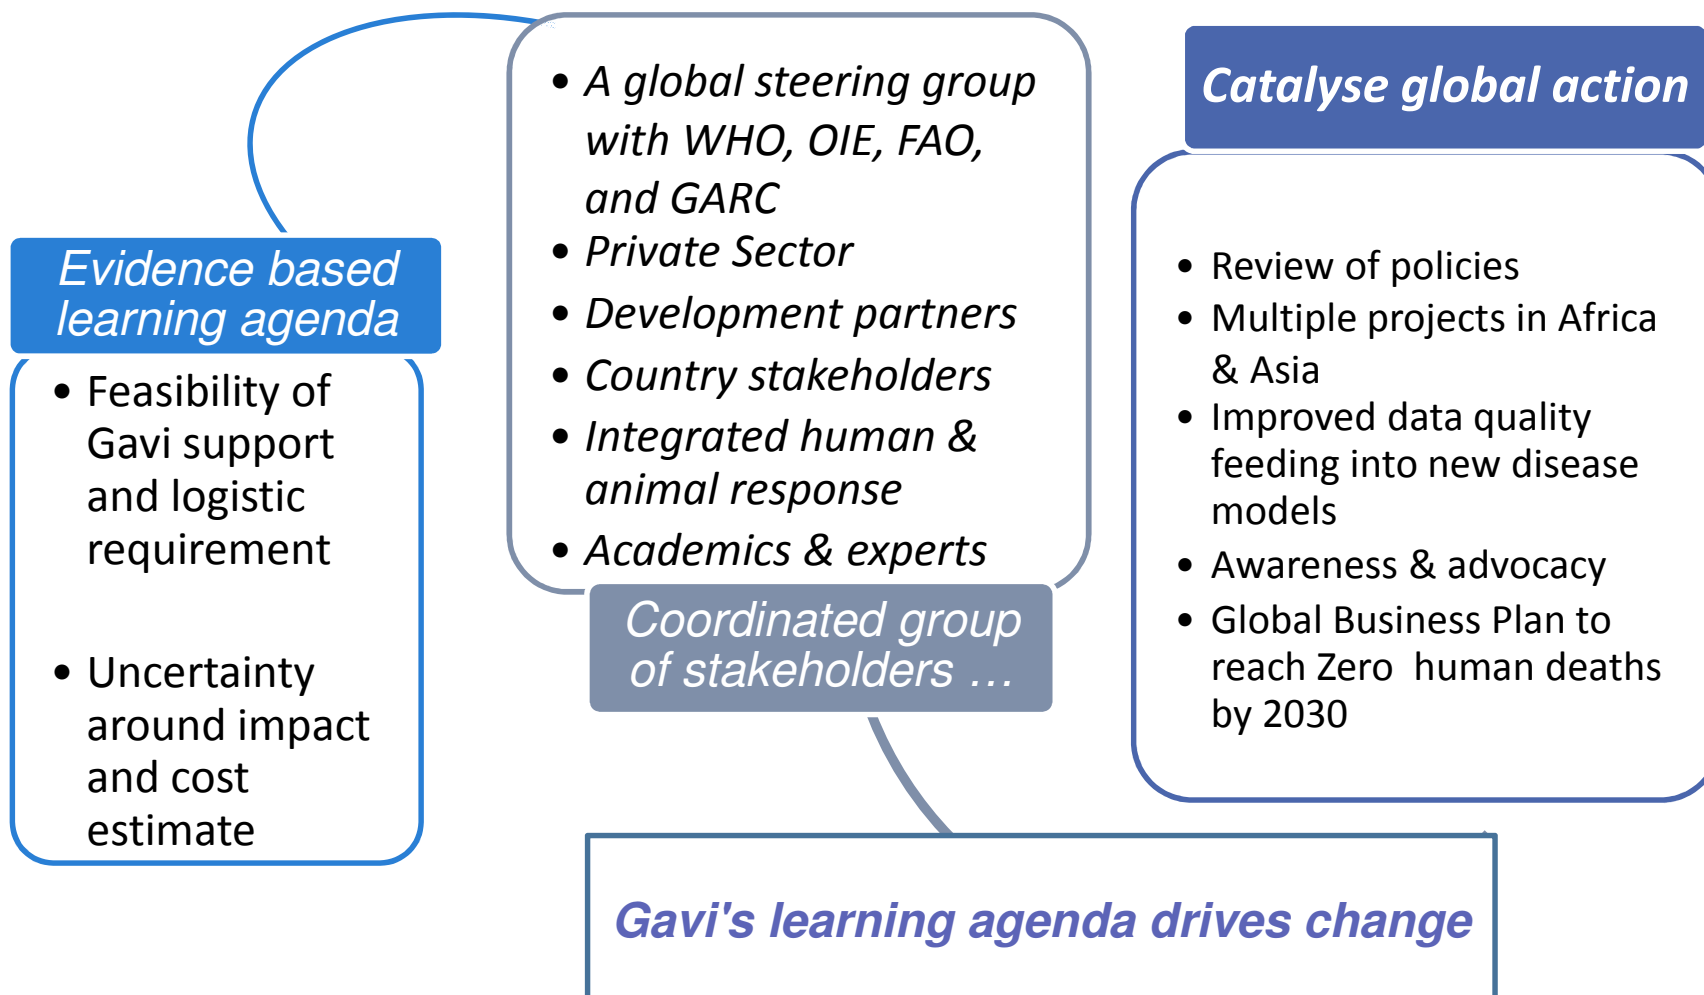 Evidence based
learning agenda
• Feasibility of
Gavi support
and logistic
requirement
• Uncertainty
around impact
and cost
estimate
• A global steering group
with WHO, OIE, FAO,
and GARC
• Private Sector
• Development partners
• Country stakeholders
• Integrated human &
animal response
• Academics & experts
Coordinated group
of stakeholders …
Catalyse global action
• Review of policies
• Multiple projects in Africa
& Asia
• Improved data quality
feeding into new disease
models
• Awareness & advocacy
• Global Business Plan to
reach Zero  human deaths
by 2030
Gavi's learning agenda drives change